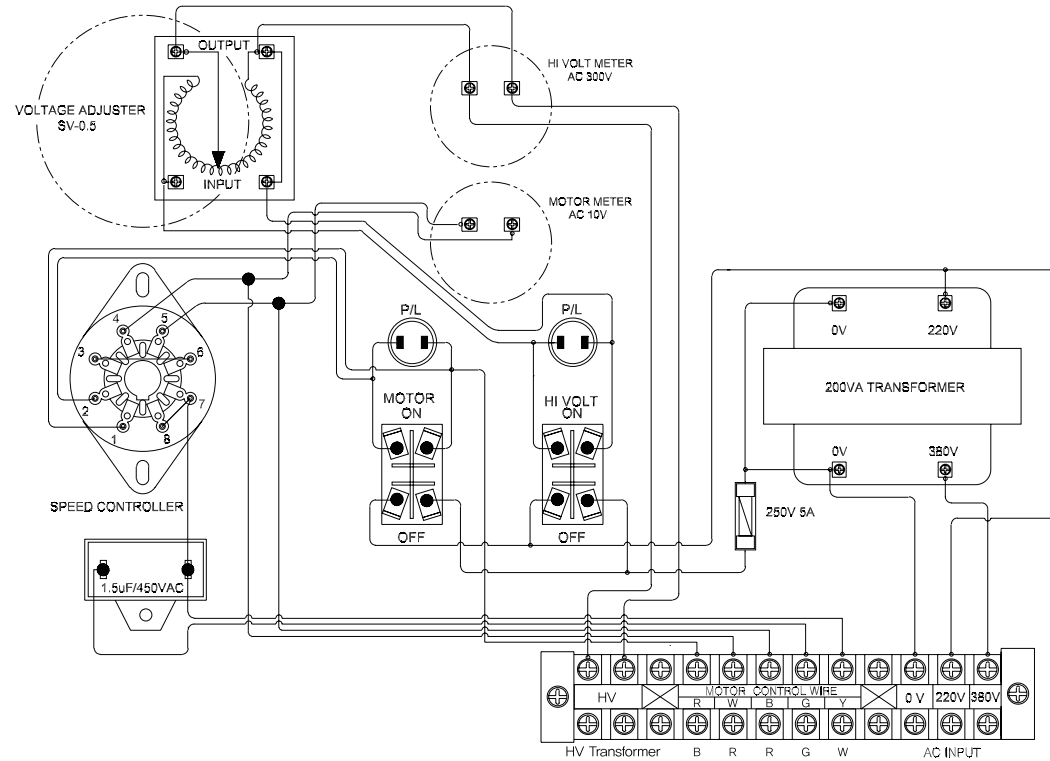 OUTPUT
HI VOLT METER
AC 300V
VOLTAGE ADJUSTER
SV-0.5
INPUT
MOTOR METER
AC 10V
P/L
P/L
4
5
3
6
2
7
1
8
0V
220V
200VA TRANSFORMER
MOTOR
ON
HI VOLT
ON
0V
380V
SPEED CONTROLLER
250V 5A
OFF
OFF
1.5uF/450VAC
HV
MOTOR CONTROL WIRE
R W B G Y
0 V 220V 380V
HV Transformer B R R G W AC INPUT